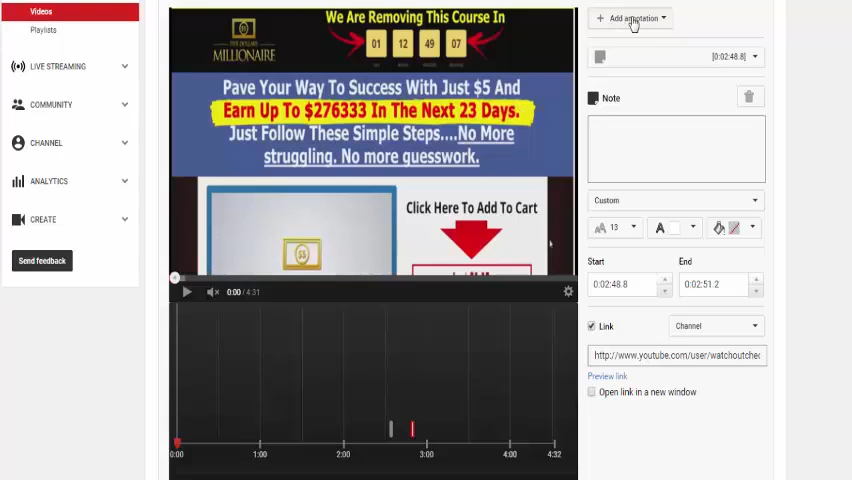 Videos
Playlists
LIVE STREAMING
COMMUNITY
CHANNEL
ANALYTICS
CREATE
Send feedback
MILLIONAIRE
We Are Removing This Course In
01 12 49 07
Pave Your Way To Success With Just $5 And
Earn Up To $276333 In The Next 23 Days.
Just Follow These Simple Steps....No More
struggling. No more guesswork.
Click Here To Add To Cart
0:00 / 4:31
0:00 1:00 2:00 3:00 4:00 4:32
+ Add annotation
[0:02:48.8]
Note
Custom
AA 13
A
Start End
0:02:48.8 0:02:51.2
Link Channel
http://www.youtube.com/user/watchoutchec
Preview link
Open link in a new window